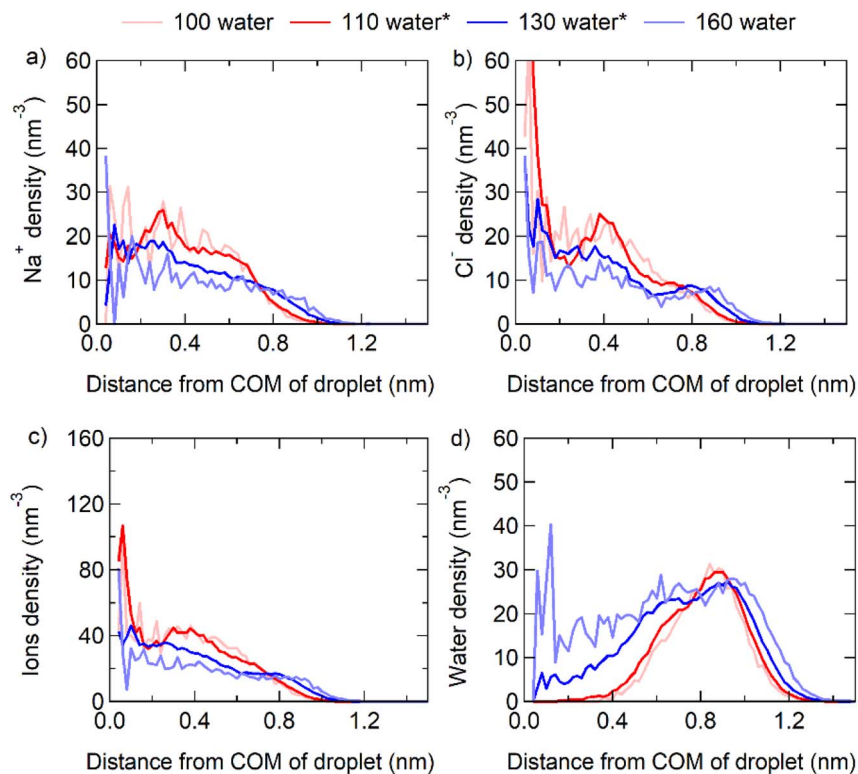 100 water 110 water* 130 water* 160 water
a)
60
50
40
30
20
10
0
Na⁺ density (nm⁻³)
0.0 0.4 0.8 1.2
Distance from COM of droplet (nm)
b)
60
50
40
30
20
10
0
Cl⁻ density (nm⁻³)
0.0 0.4 0.8 1.2
Distance from COM of droplet (nm)
c)
160
120
80
40
0
Ions density (nm⁻³)
0.0 0.4 0.8 1.2
Distance from COM of droplet (nm)
d)
60
50
40
30
20
10
0
Water density (nm⁻³)
0.0 0.4 0.8 1.2
Distance from COM of droplet (nm)